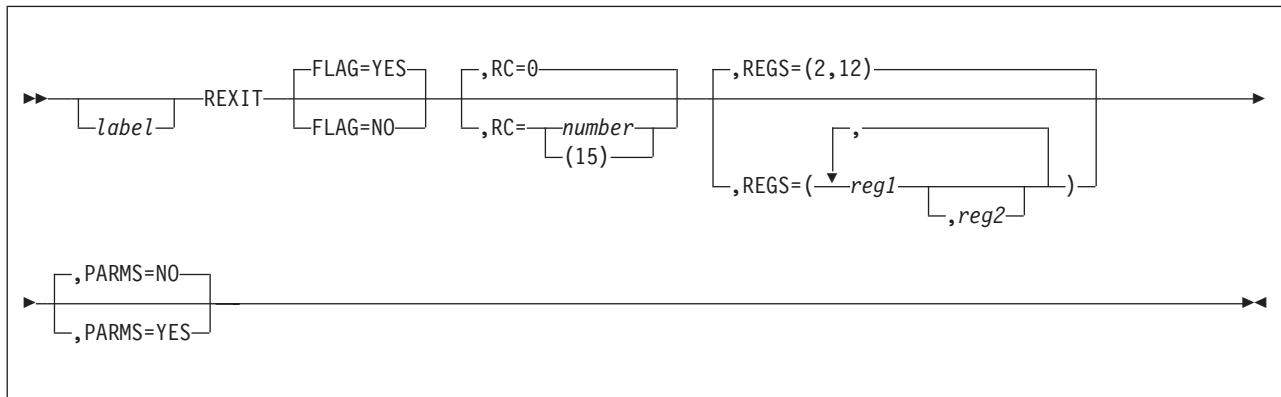 FLAG=YES ,RC=0 ,REGS=(2,12)
label REXIT
FLAG=NO ,RC= number ,
(15)
,REGS=( reg1 )
,reg2
,PARMS=NO
,PARMS=YES